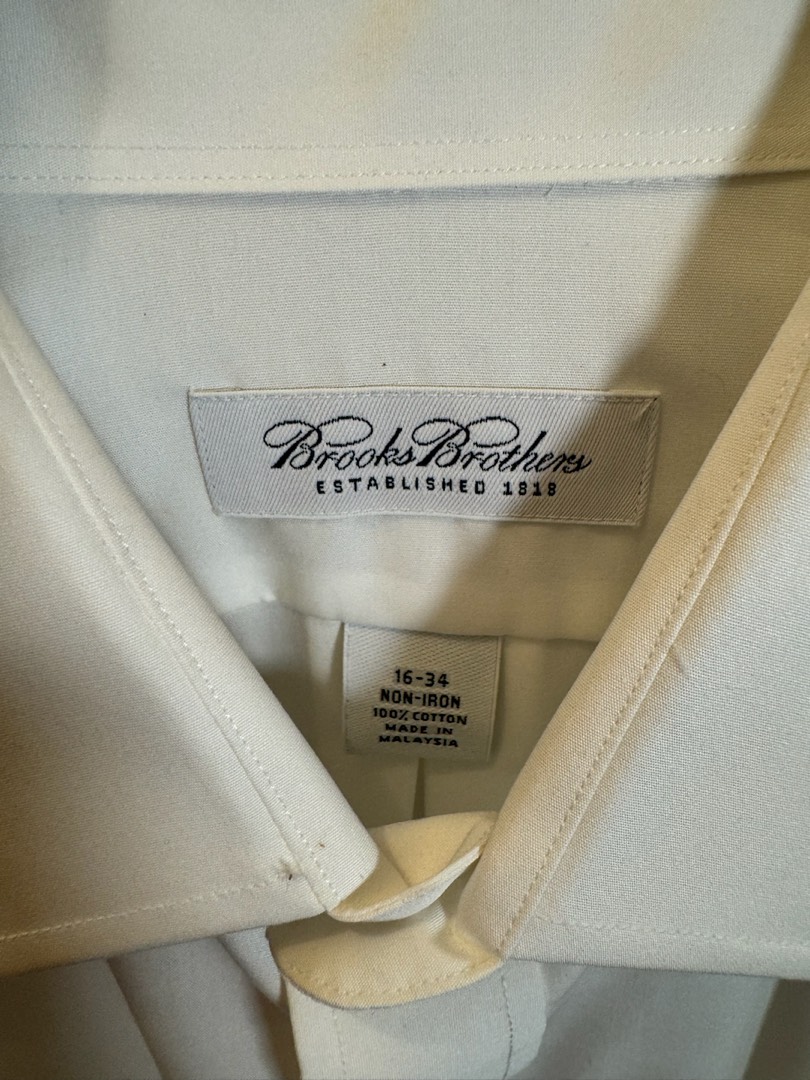 Brooks Brothers
ESTABLISHED 1818
16-34
NON-IRON
100% COTTON
MADE IN
MALAYSIA